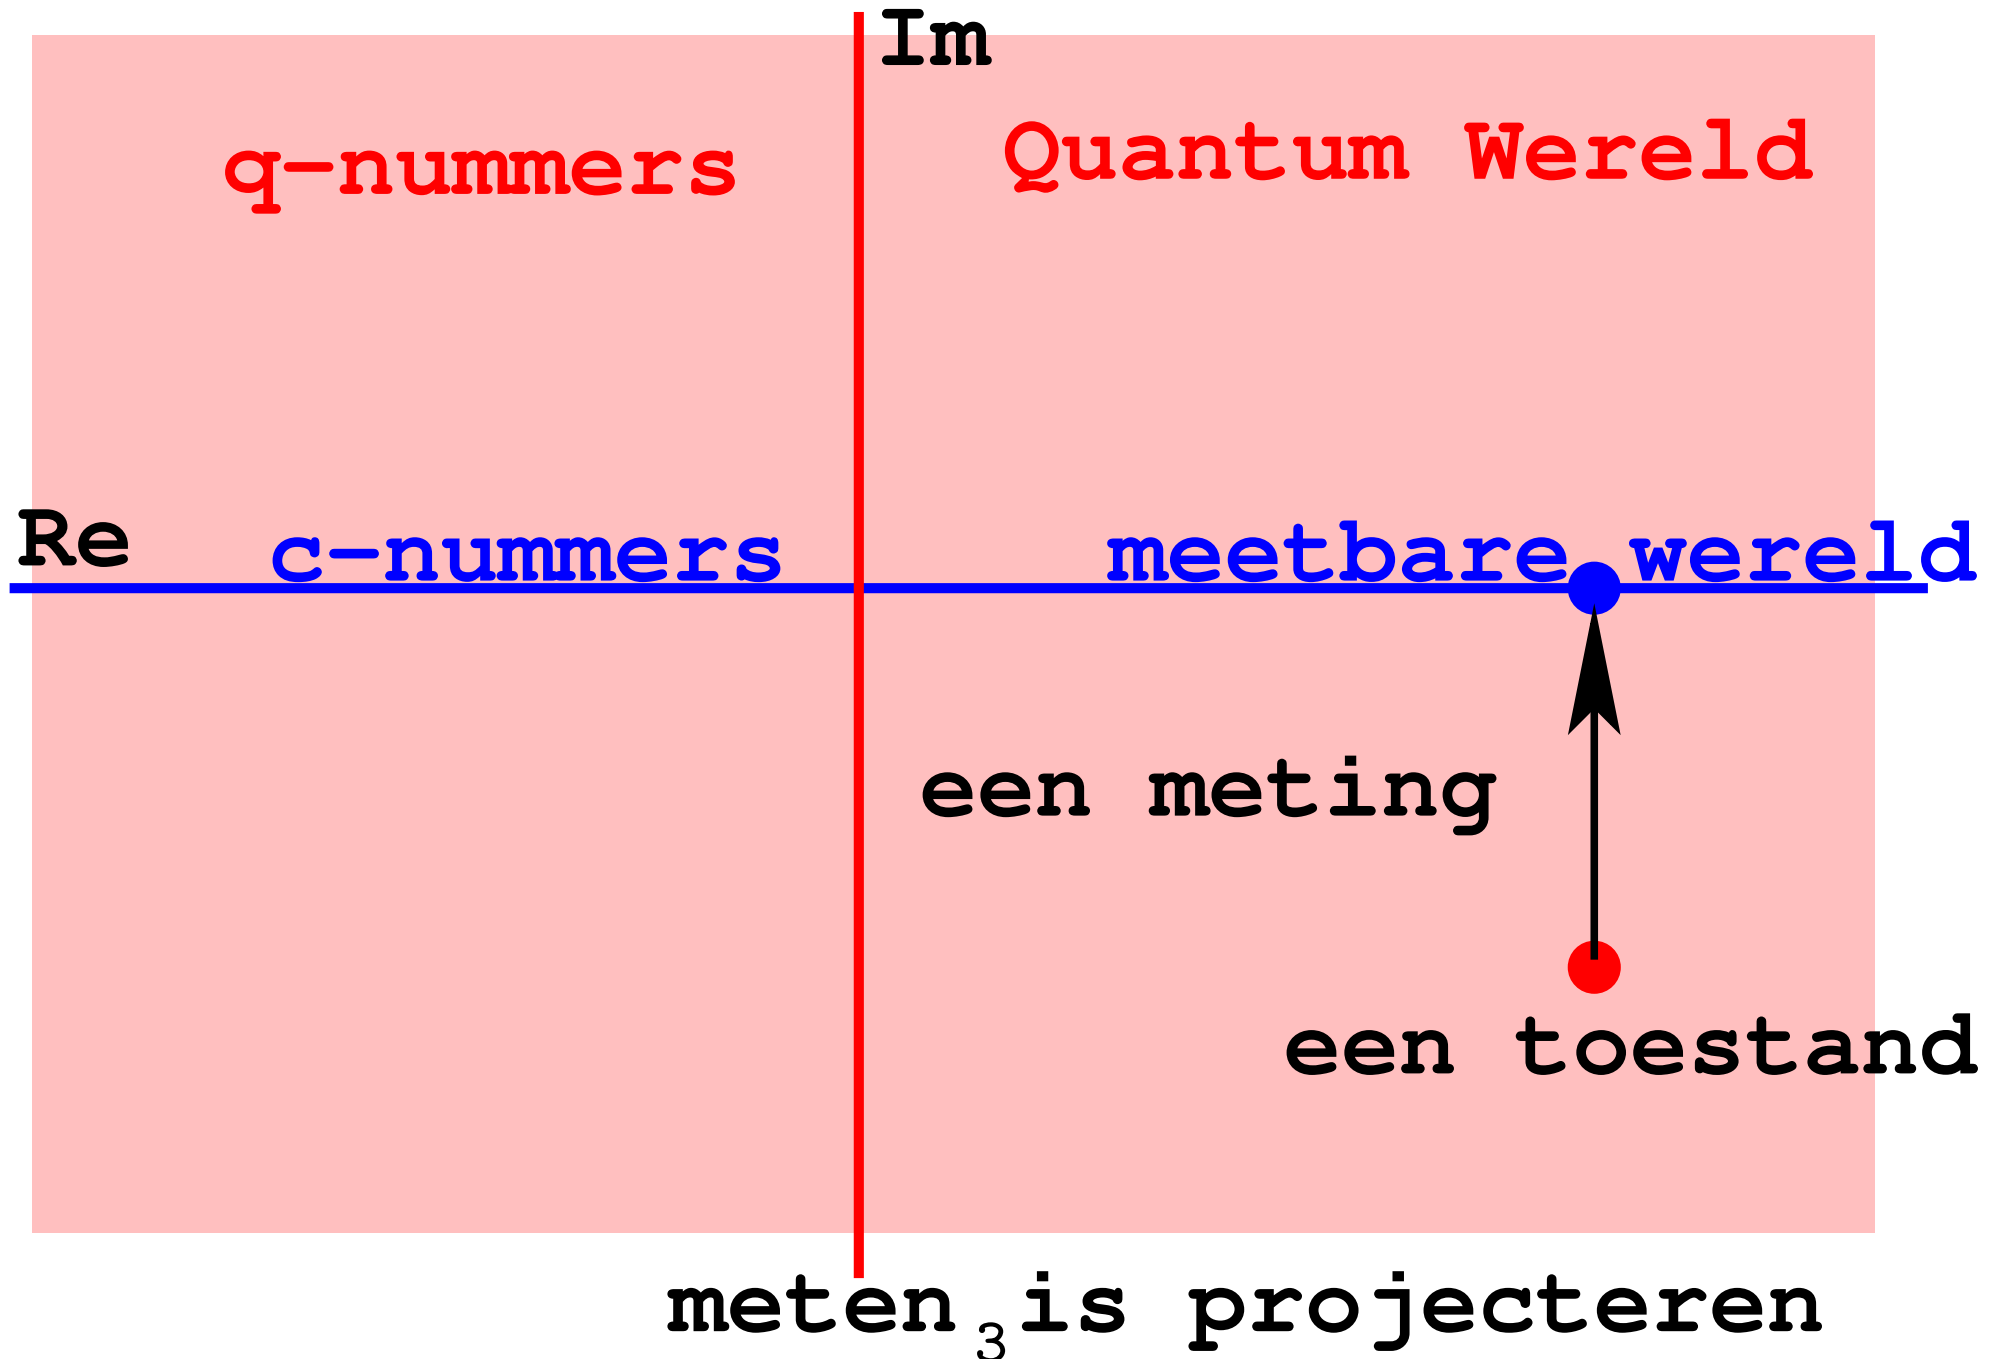 Im
q-nummers
Quantum Wereld
Re
c-nummers
meetbare wereld
een meting
een toestand
meten is projecteren
3